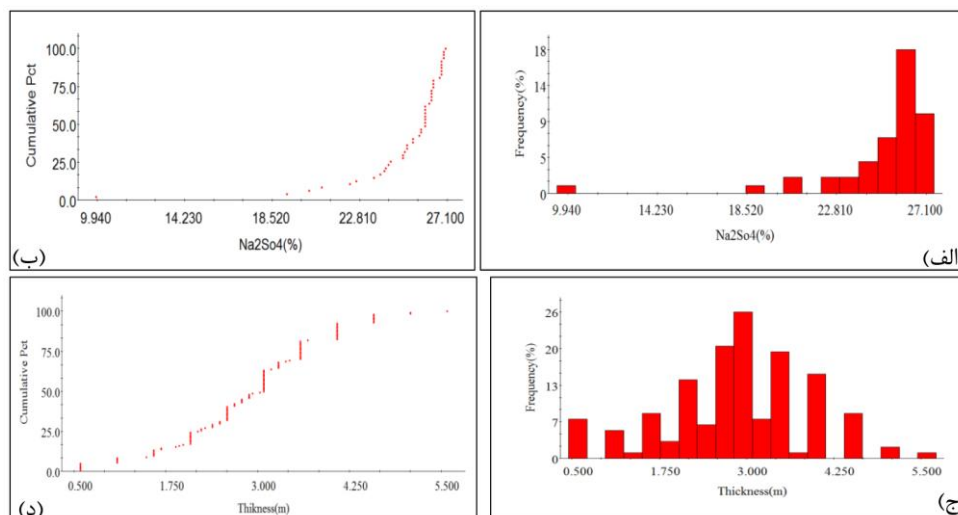 100.0
75.0
50.0
25.0
0.0
Cumulative Pct
9.940 14.230 18.520 22.810 27.100
Na2So4(%)
(ب)
18
14
9
5
0
Frequency(%)
9.940 14.230 18.520 22.810 27.100
Na2So4(%)
(الف
100.0
75.0
50.0
25.0
0.0
Cumulative Pct
0.500 1.750 3.000 4.250 5.500
Thikness(m)
(د)
26
20
13
7
0
Frequency(%)
0.500 1.750 3.000 4.250 5.500
Thickness(m)
(ج)